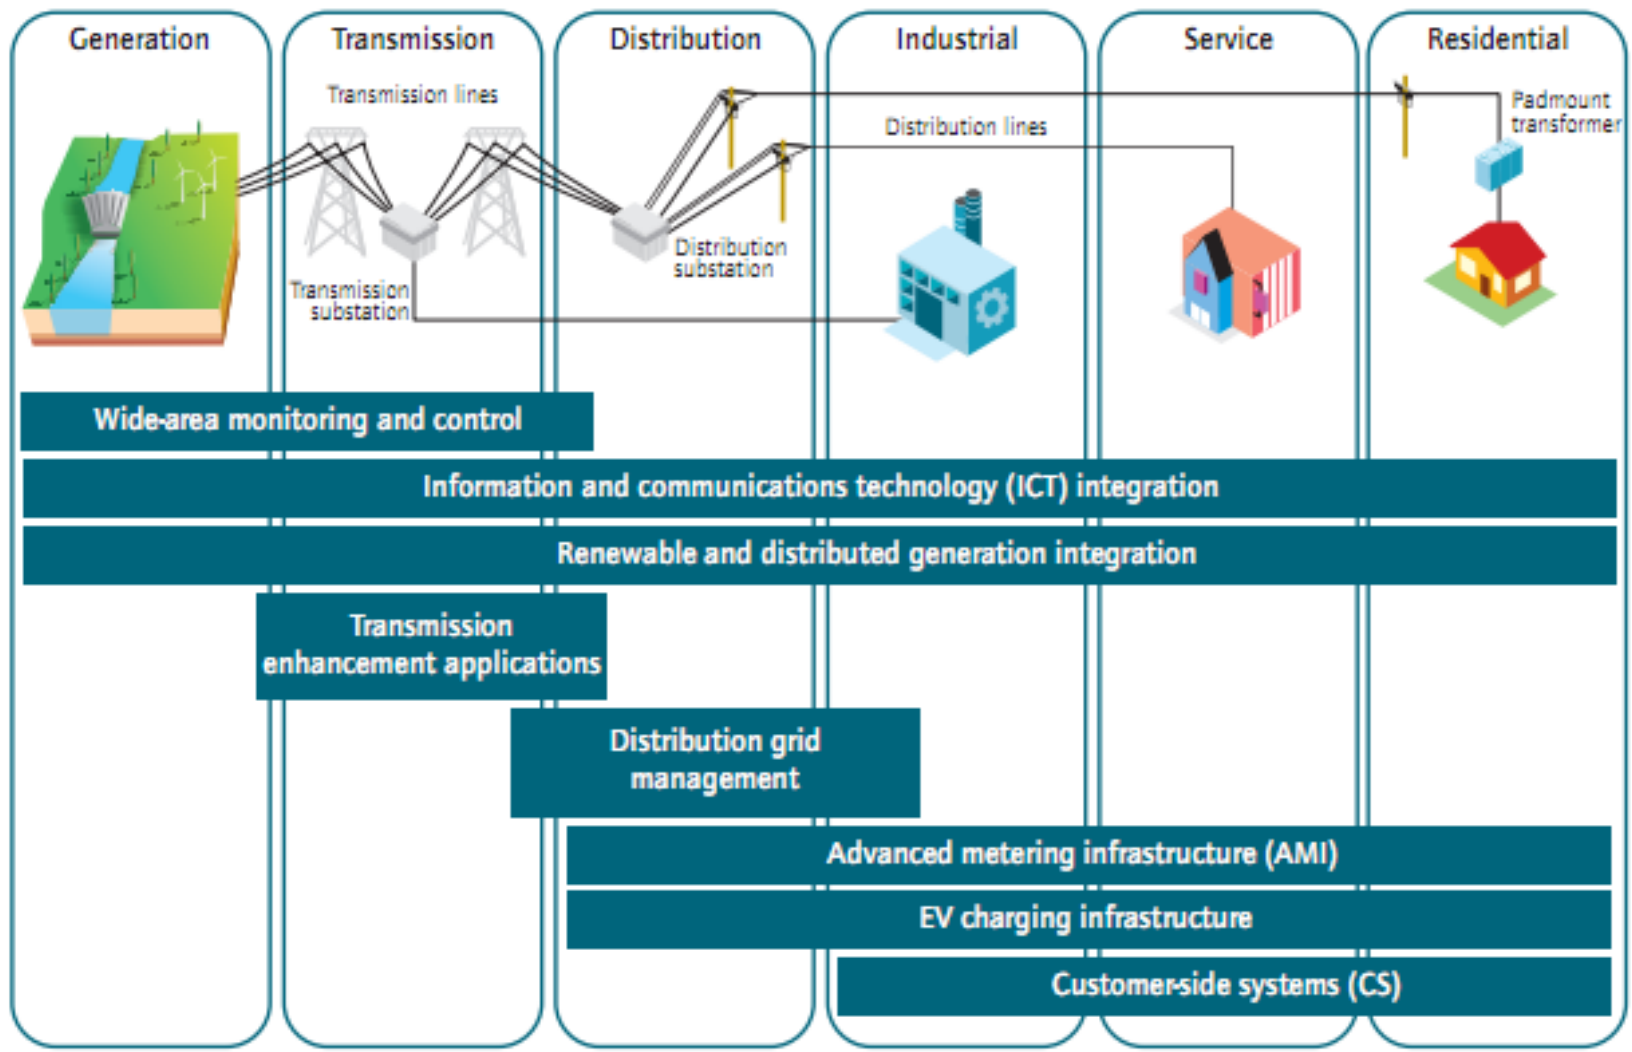 Generation
Transmission
Distribution
Industrial
Service
Residential
Transmission lines
Padmount
transformer
Distribution lines
Distribution
substation
Transmission
substation
Wide-area monitoring and control
Information and communications technology (ICT) integration
Renewable and distributed generation integration
Transmission
enhancement applications
Distribution grid
management
Advanced metering infrastructure (AMI)
EV charging infrastructure
Customer-side systems (CS)